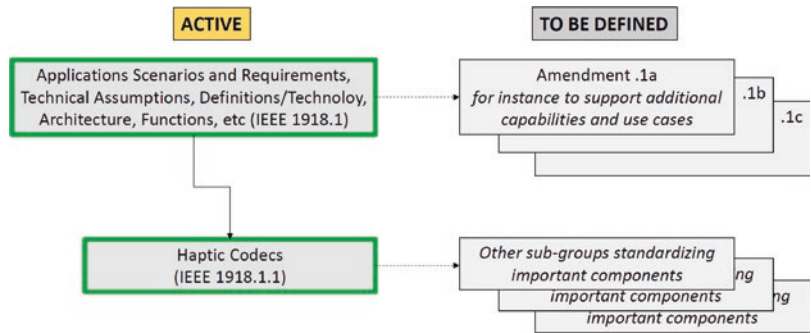 ACTIVE
TO BE DEFINED
Applications Scenarios and Requirements,
Technical Assumptions, Definitions/Technoloy,
Architecture, Functions, etc (IEEE 1918.1)
Amendment .1a
for instance to support additional
capabilities and use cases
.1b
.1c
Haptic Codecs
(IEEE 1918.1.1)
Other sub-groups standardizing
important components
important components
important components